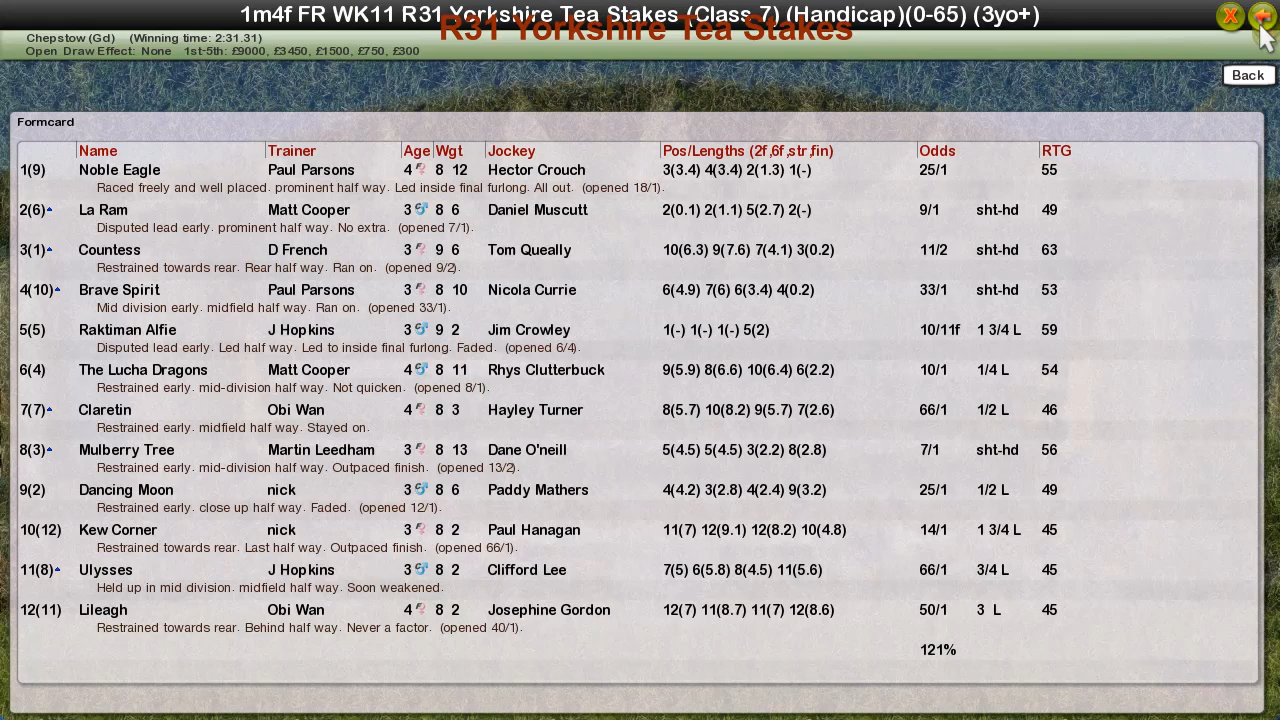 1m4f FR WK11 R31 Yorkshire Tea Stakes (Class 7) (Handicap)(0-65) (3yo+)
R31 Yorkshire Tea Stakes
Chepstow (Gd) (Winning time: 2:31.31)
Open Draw Effect: None 1st-5th: £9000, £3450, £1500, £750, £300
X
Back
Formcard
Name Trainer Age Wgt Jockey Pos/Lengths (2f,6f,str,fin) Odds RTG
1(9) Noble Eagle Paul Parsons 4 8 12 Hector Crouch 3(3.4) 4(3.4) 2(1.3) 1(-) 25/1 55
Raced freely and well placed. prominent half way. Led inside final furlong. All out. (opened 18/1).
2(6) La Ram Matt Cooper 3 8 6 Daniel Muscutt 2(0.1) 2(1.1) 5(2.7) 2(-) 9/1 sht-hd 49
Disputed lead early. prominent half way. No extra. (opened 7/1).
3(1) Countess D French 3 9 6 Tom Queally 10(6.3) 9(7.6) 7(4.1) 3(0.2) 11/2 sht-hd 63
Restrained towards rear. Rear half way. Ran on. (opened 9/2).
4(10) Brave Spirit Paul Parsons 3 8 10 Nicola Currie 6(4.9) 7(6) 6(3.4) 4(0.2) 33/1 sht-hd 53
Mid division early. midfield half way. Ran on. (opened 33/1).
5(5) Raktiman Alfie J Hopkins 3 9 2 Jim Crowley 1(-) 1(-) 1(-) 5(2) 10/11f 1 3/4 L 59
Disputed lead early. Led half way. Led to inside final furlong. Faded. (opened 6/4).
6(4) The Lucha Dragons Matt Cooper 4 8 11 Rhys Clutterbuck 9(5.9) 8(6.6) 10(6.4) 6(2.2) 10/1 1/4 L 54
Restrained early. mid-division half way. Not quicken. (opened 8/1).
7(7) Claretin Obi Wan 4 8 3 Hayley Turner 8(5.7) 10(8.2) 9(5.7) 7(2.6) 66/1 1/2 L 46
Restrained early. midfield half way. Stayed on.
8(3) Mulberry Tree Martin Leedham 3 8 13 Dane O'neill 5(4.5) 5(4.5) 3(2.2) 8(2.8) 7/1 sht-hd 56
Restrained early. mid-division half way. Outpaced finish. (opened 13/2).
9(2) Dancing Moon nick 3 8 6 Paddy Mathers 4(4.2) 3(2.8) 4(2.4) 9(3.2) 25/1 1/2 L 49
Restrained early. close up half way. Faded. (opened 12/1).
10(12) Kew Corner nick 3 8 2 Paul Hanagan 11(7) 12(9.1) 12(8.2) 10(4.8) 14/1 1 3/4 L 45
Restrained towards rear. Last half way. Outpaced finish. (opened 66/1).
11(8) Ulysses J Hopkins 3 8 2 Clifford Lee 7(5) 6(5.8) 8(4.5) 11(5.6) 66/1 3/4 L 45
Held up in mid division. midfield half way. Soon weakened.
12(11) Lileagh Obi Wan 4 8 2 Josephine Gordon 12(7) 11(8.7) 11(7) 12(8.6) 50/1 3 L 45
Restrained towards rear. Behind half way. Never a factor. (opened 40/1).
121%